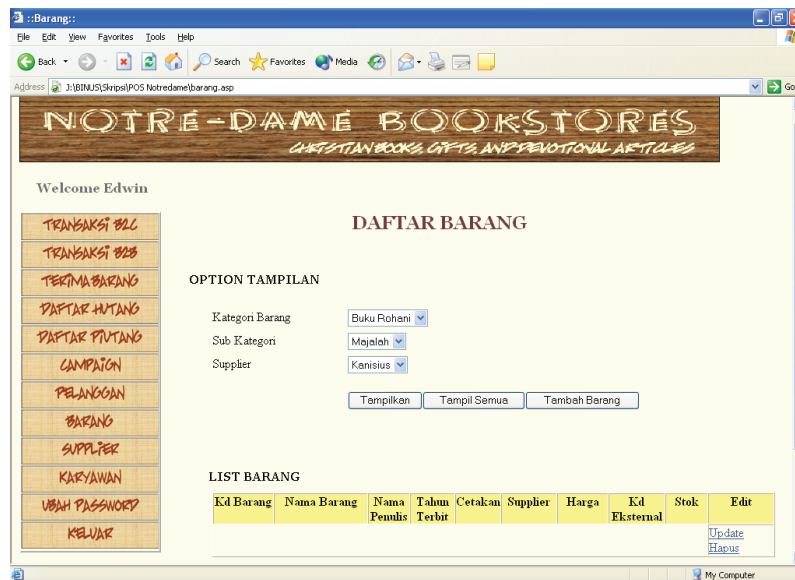 ::Barang::
File Edit View Favorites Tools Help
Back Search Favorites Media
Address J:\BINUS\Skripsi\POS Notredame\barang.asp Go
NOTRE-DAME BOOKSTORES
CHRISTIAN BOOKS, GIFTS, AND DEVOTIONAL ARTICLES
Welcome Edwin
TRANSAKSI B2C
TRANSAKSI B2B
TERIMA BARANG
DAFTAR HUTANG
DAFTAR PIUTANG
CAMPAIGN
PELANGGAN
BARANG
SUPPLIER
KARYAWAN
UBAH PASSWORD
KELUAR
DAFTAR BARANG
OPTION TAMPILAN
Kategori Barang Buku Rohani
Sub Kategori Majalah
Supplier Kanisius
Tampilkan Tampil Semua Tambah Barang
LIST BARANG
Kd Barang Nama Barang Nama Penulis Tahun Terbit Cetakan Supplier Harga Kd Eksternal Stok Edit
Update
Hapus
My Computer